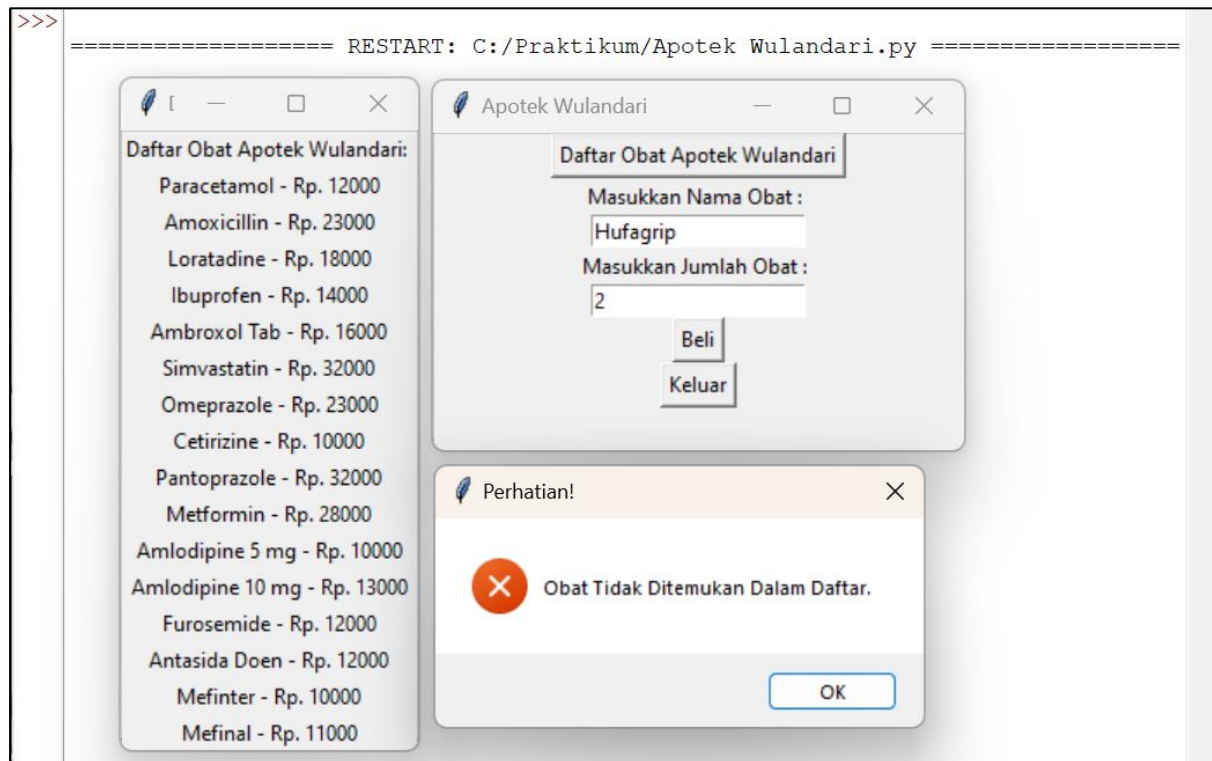 >>>
=================== RESTART: C:/Praktikum/Apotek Wulandari.py ==================
Daftar Obat Apotek Wulandari:
Paracetamol - Rp. 12000
Amoxicillin - Rp. 23000
Loratadine - Rp. 18000
Ibuprofen - Rp. 14000
Ambroxol Tab - Rp. 16000
Simvastatin - Rp. 32000
Omeprazole - Rp. 23000
Cetirizine - Rp. 10000
Pantoprazole - Rp. 32000
Metformin - Rp. 28000
Amlodipine 5 mg - Rp. 10000
Amlodipine 10 mg - Rp. 13000
Furosemide - Rp. 12000
Antasida Doen - Rp. 12000
Mefinter - Rp. 10000
Mefinal - Rp. 11000
Apotek Wulandari
Daftar Obat Apotek Wulandari
Masukkan Nama Obat :
Hufagrip
Masukkan Jumlah Obat :
2
Beli
Keluar
Perhatian!
Obat Tidak Ditemukan Dalam Daftar.
OK